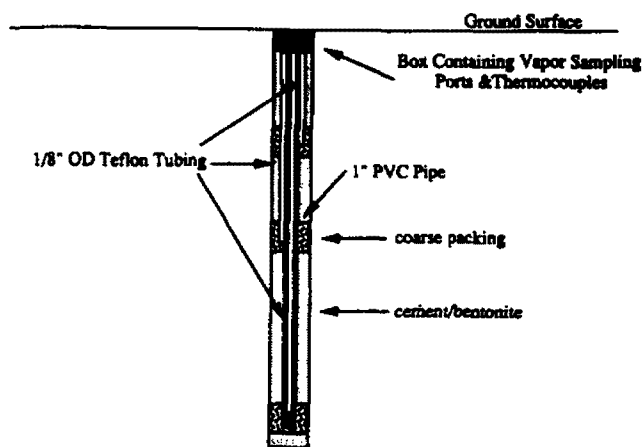 Ground Surface
Box Containing Vapor Sampling
Ports &Thermocouples
1/8" OD Teflon Tubing
1" PVC Pipe
coarse packing
cement/bentonite